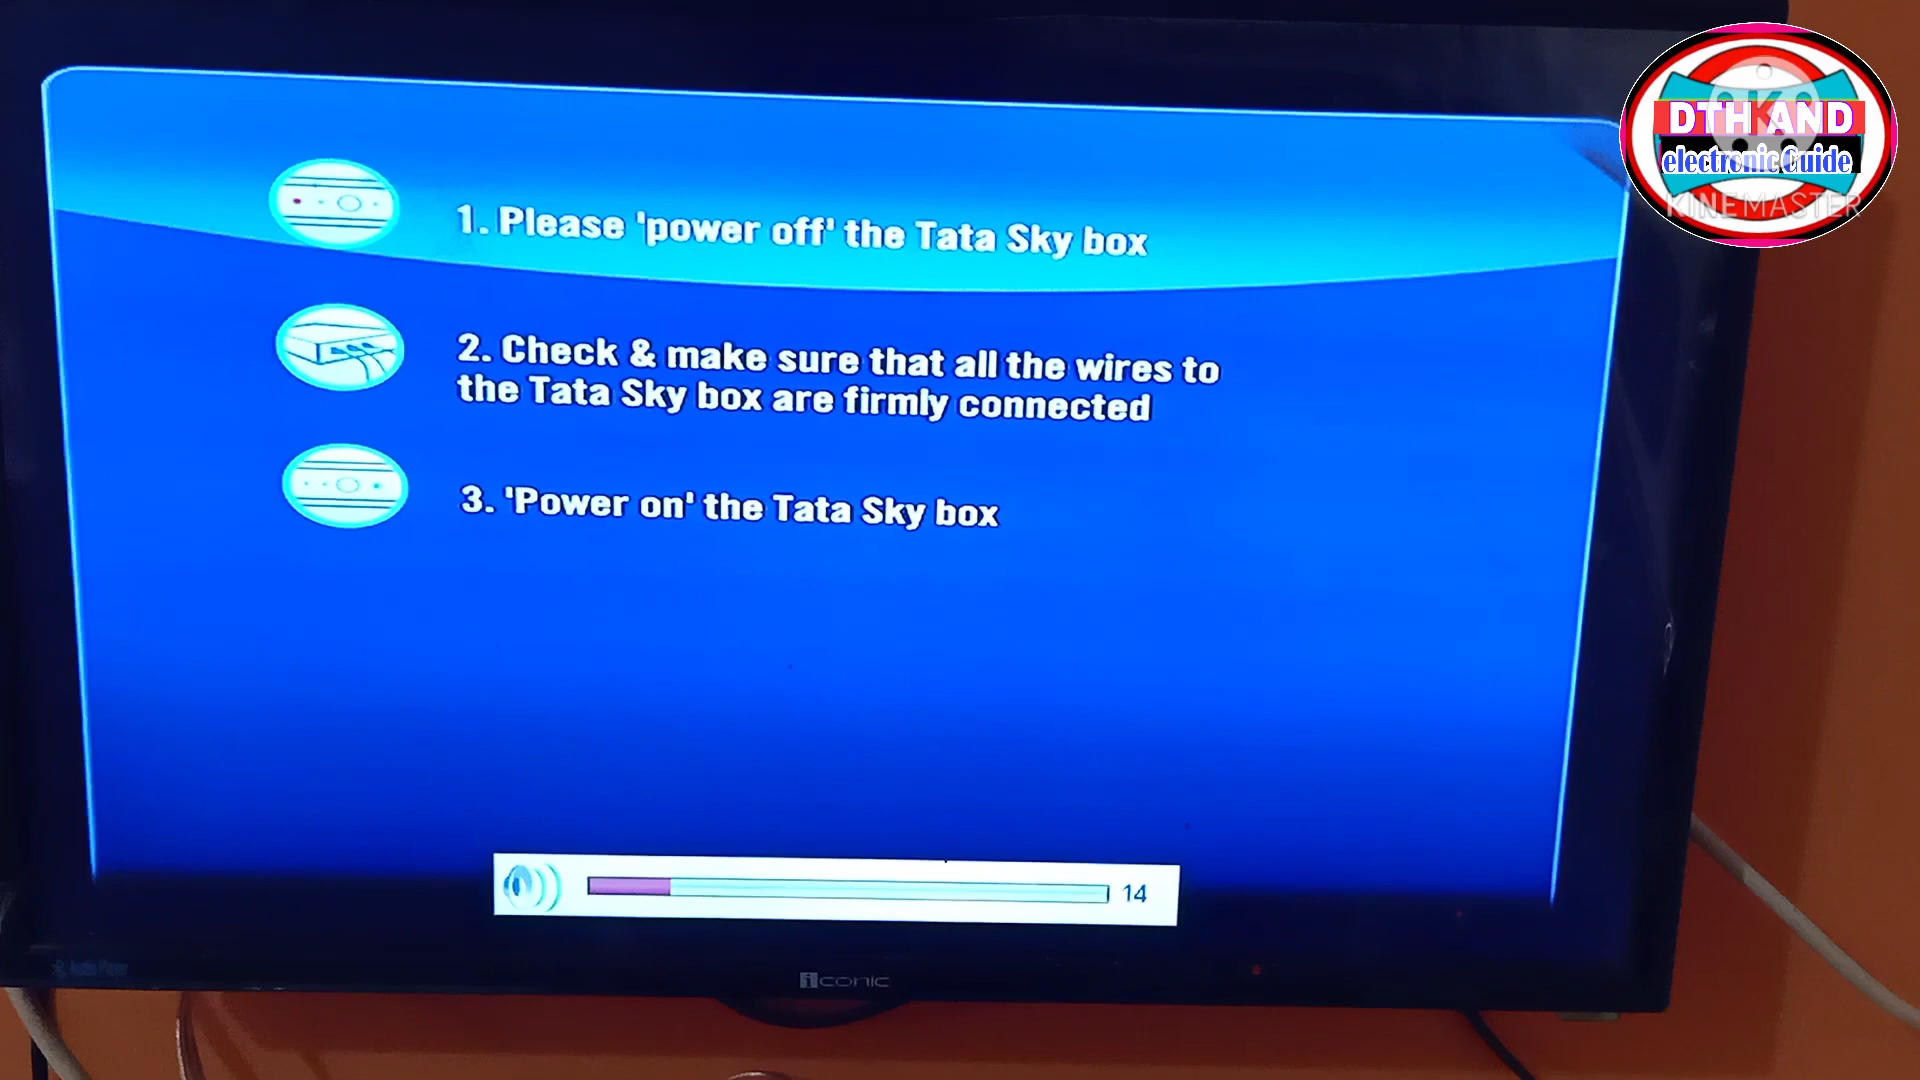 DTH AND
electronic Guide
KINEMASTER
1. Please 'power off' the Tata Sky box
2. Check & make sure that all the wires to
the Tata Sky box are firmly connected
3. 'Power on' the Tata Sky box
14
Audio Player
iconic